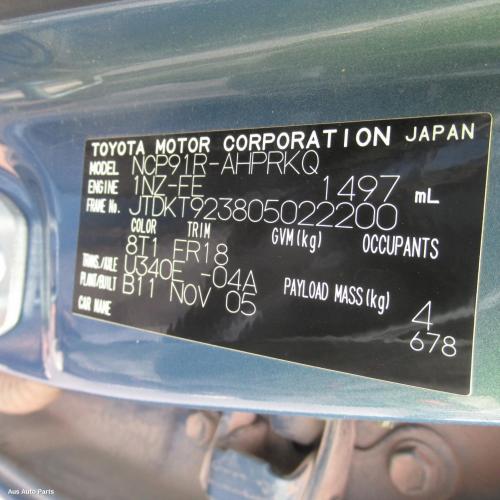 TOYOTA MOTOR CORPORATION JAPAN
MODEL NCP91R-AHPRKQ
ENGINE 1NZ-FE 1497 mL
FRAME No. JTDKT923805022200
COLOR TRIM GVM(kg) OCCUPANTS
8T1 FR18
TRANS./AXLE U340E -04A
PLANT/BUILT B11 NOV 05 PAYLOAD MASS(kg) 4
CAR NAME 678
Aus Auto Parts